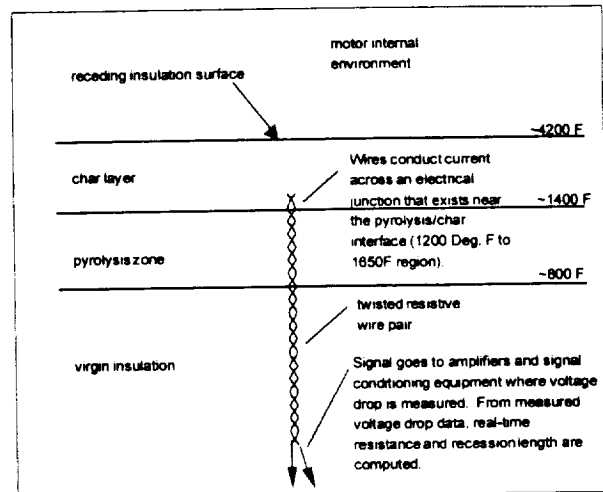 motor internal
environment
receding insulation surface
~4200 F
char layer
Wires conduct current
across an electrical
junction that exists near
~1400 F
the pyrolysis/char
interface (1200 Deg. F to
1650F region).
pyrolysis zone
~800 F
twisted resistive
wire pair
virgin insulation
Signal goes to amplifiers and signal
conditioning equipment where voltage
drop is measured. From measured
voltage drop data, real-time
resistance and recession length are
computed.